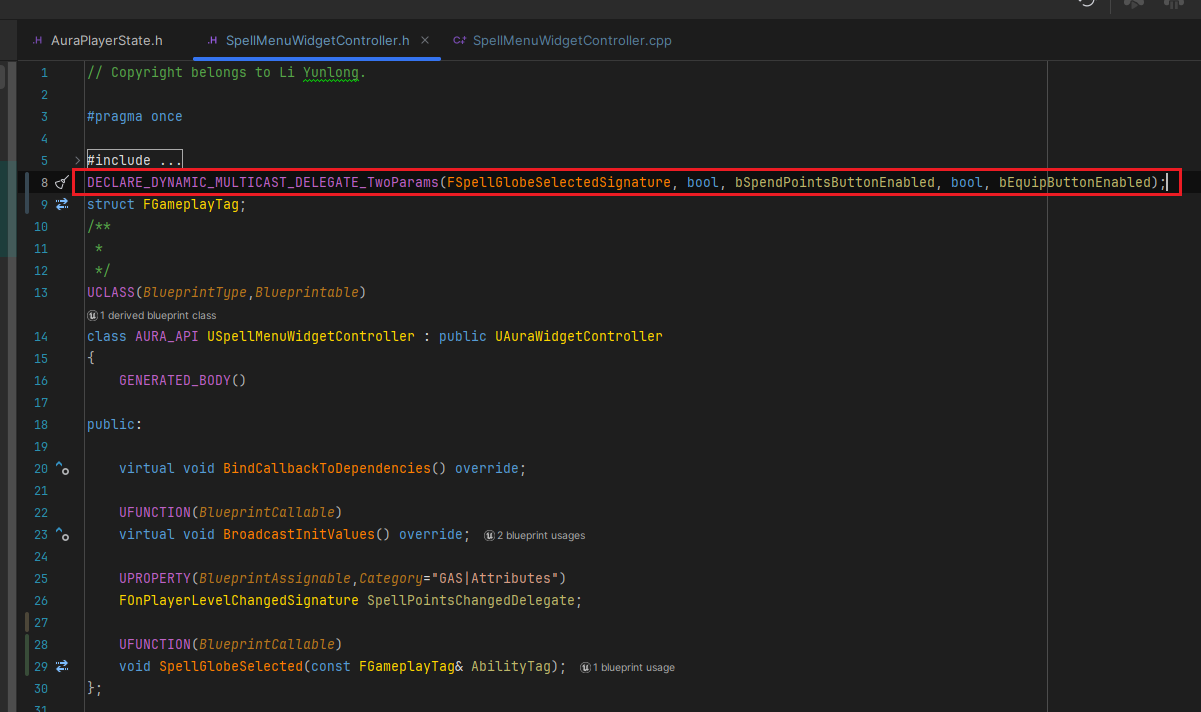 AuraPlayerState.h
SpellMenuWidgetController.h
SpellMenuWidgetController.cpp
1 // Copyright belongs to Li Yunlong.
2
3 #pragma once
4
5 #include ...
8 DECLARE_DYNAMIC_MULTICAST_DELEGATE_TwoParams(FSpellGlobeSelectedSignature, bool, bSpendPointsButtonEnabled, bool, bEquipButtonEnabled);
9 struct FGameplayTag;
10 /**
11 *
12 */
13 UCLASS(BlueprintType,Blueprintable)
1 derived blueprint class
14 class AURA_API USpellMenuWidgetController : public UAuraWidgetController
15 {
16 GENERATED_BODY()
17
18 public:
19
20 virtual void BindCallbackToDependencies() override;
21
22 UFUNCTION(BlueprintCallable)
23 virtual void BroadcastInitValues() override; 2 blueprint usages
24
25 UPROPERTY(BlueprintAssignable,Category="GAS|Attributes")
26 FOnPlayerLevelChangedSignature SpellPointsChangedDelegate;
27
28 UFUNCTION(BlueprintCallable)
29 void SpellGlobeSelected(const FGameplayTag& AbilityTag); 1 blueprint usage
30 };
31